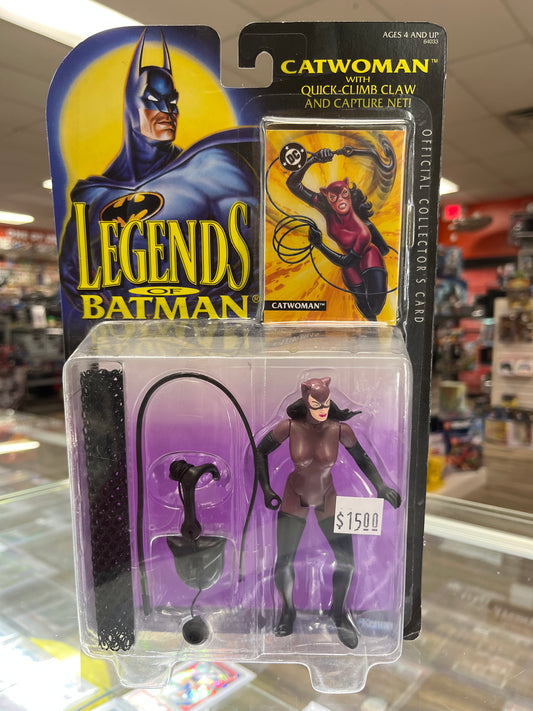 AGES 4 AND UP
64033
CATWOMAN™
WITH
QUICK-CLIMB CLAW
AND CAPTURE NET!
DC
LEGENDS
OF
BATMAN®
CATWOMAN™
OFFICIAL COLLECTOR'S CARD
$15.00